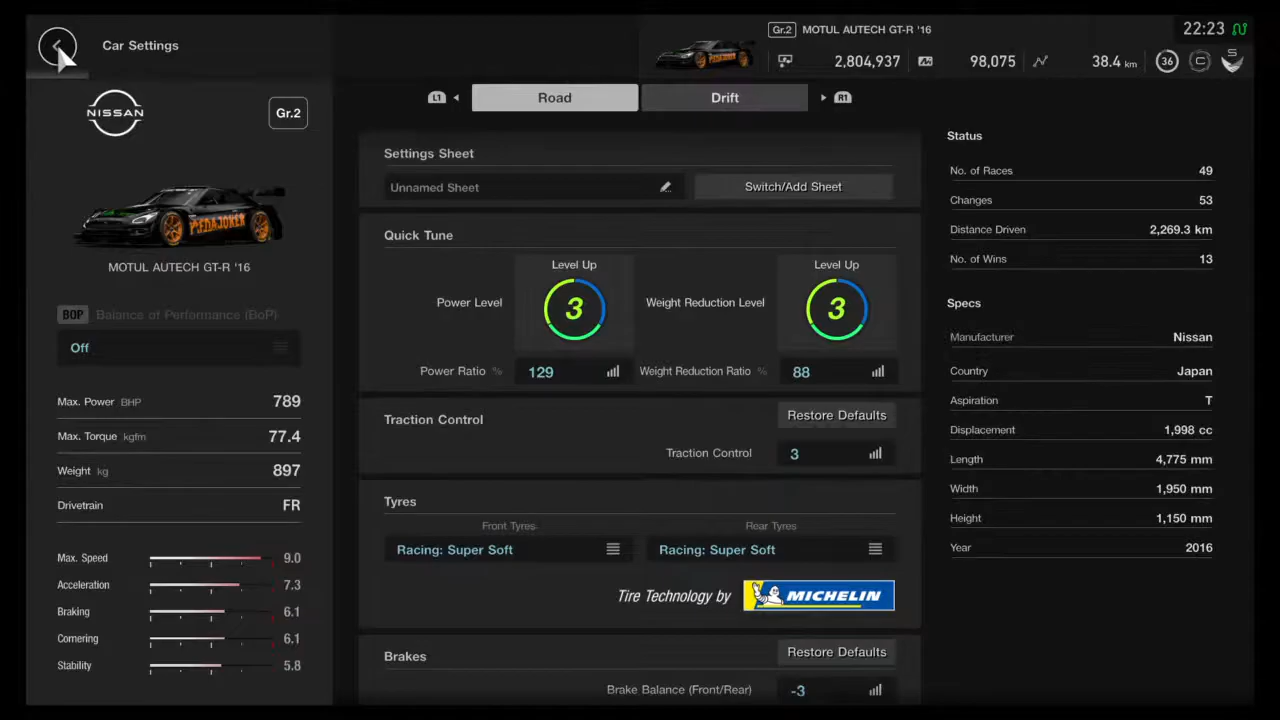 Car Settings
Gr.2 MOTUL AUTECH GT-R '16
22:23
2,804,937
98,075
38.4 km
36
C
S
NISSAN
Gr.2
PEDAJOKER
MOTUL AUTECH GT-R '16
BOP Balance of Performance (BoP)
Off
Max. Power BHP 789
Max. Torque kgfm 77.4
Weight kg 897
Drivetrain FR
Max. Speed 9.0
Acceleration 7.3
Braking 6.1
Cornering 6.1
Stability 5.8
L1 Road Drift R1
Settings Sheet
Unnamed Sheet Switch/Add Sheet
Quick Tune
Level Up Level Up
Power Level 3 Weight Reduction Level 3
Power Ratio % 129 Weight Reduction Ratio % 88
Traction Control Restore Defaults
Traction Control 3
Tyres
Front Tyres Rear Tyres
Racing: Super Soft Racing: Super Soft
Tire Technology by MICHELIN
Brakes Restore Defaults
Brake Balance (Front/Rear) -3
Status
No. of Races 49
Changes 53
Distance Driven 2,269.3 km
No. of Wins 13
Specs
Manufacturer Nissan
Country Japan
Aspiration T
Displacement 1,998 cc
Length 4,775 mm
Width 1,950 mm
Height 1,150 mm
Year 2016